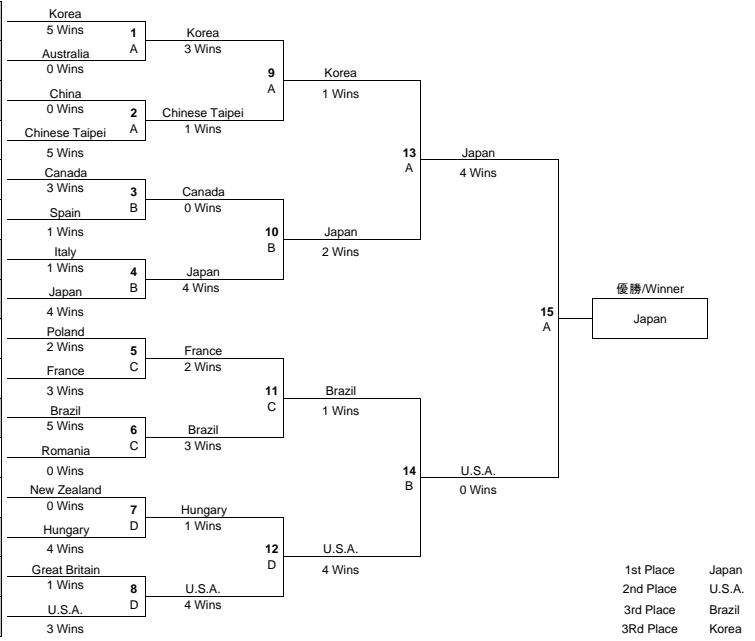 Korea
5 Wins
1
A
Australia
0 Wins
China
0 Wins
2
A
Chinese Taipei
5 Wins
Canada
3 Wins
3
B
Spain
1 Wins
Italy
1 Wins
4
B
Japan
4 Wins
Poland
2 Wins
5
C
France
3 Wins
Brazil
5 Wins
6
C
Romania
0 Wins
New Zealand
0 Wins
7
D
Hungary
4 Wins
Great Britain
1 Wins
8
D
U.S.A.
3 Wins
Korea
3 Wins
9
A
Chinese Taipei
1 Wins
Canada
0 Wins
10
B
Japan
4 Wins
France
2 Wins
11
C
Brazil
3 Wins
Hungary
1 Wins
12
D
U.S.A.
4 Wins
Korea
1 Wins
13
A
Japan
2 Wins
Brazil
1 Wins
14
B
U.S.A.
4 Wins
Japan
4 Wins
15
A
U.S.A.
0 Wins
優勝/Winner
Japan
1st Place Japan
2nd Place U.S.A.
3rd Place Brazil
3Rd Place Korea